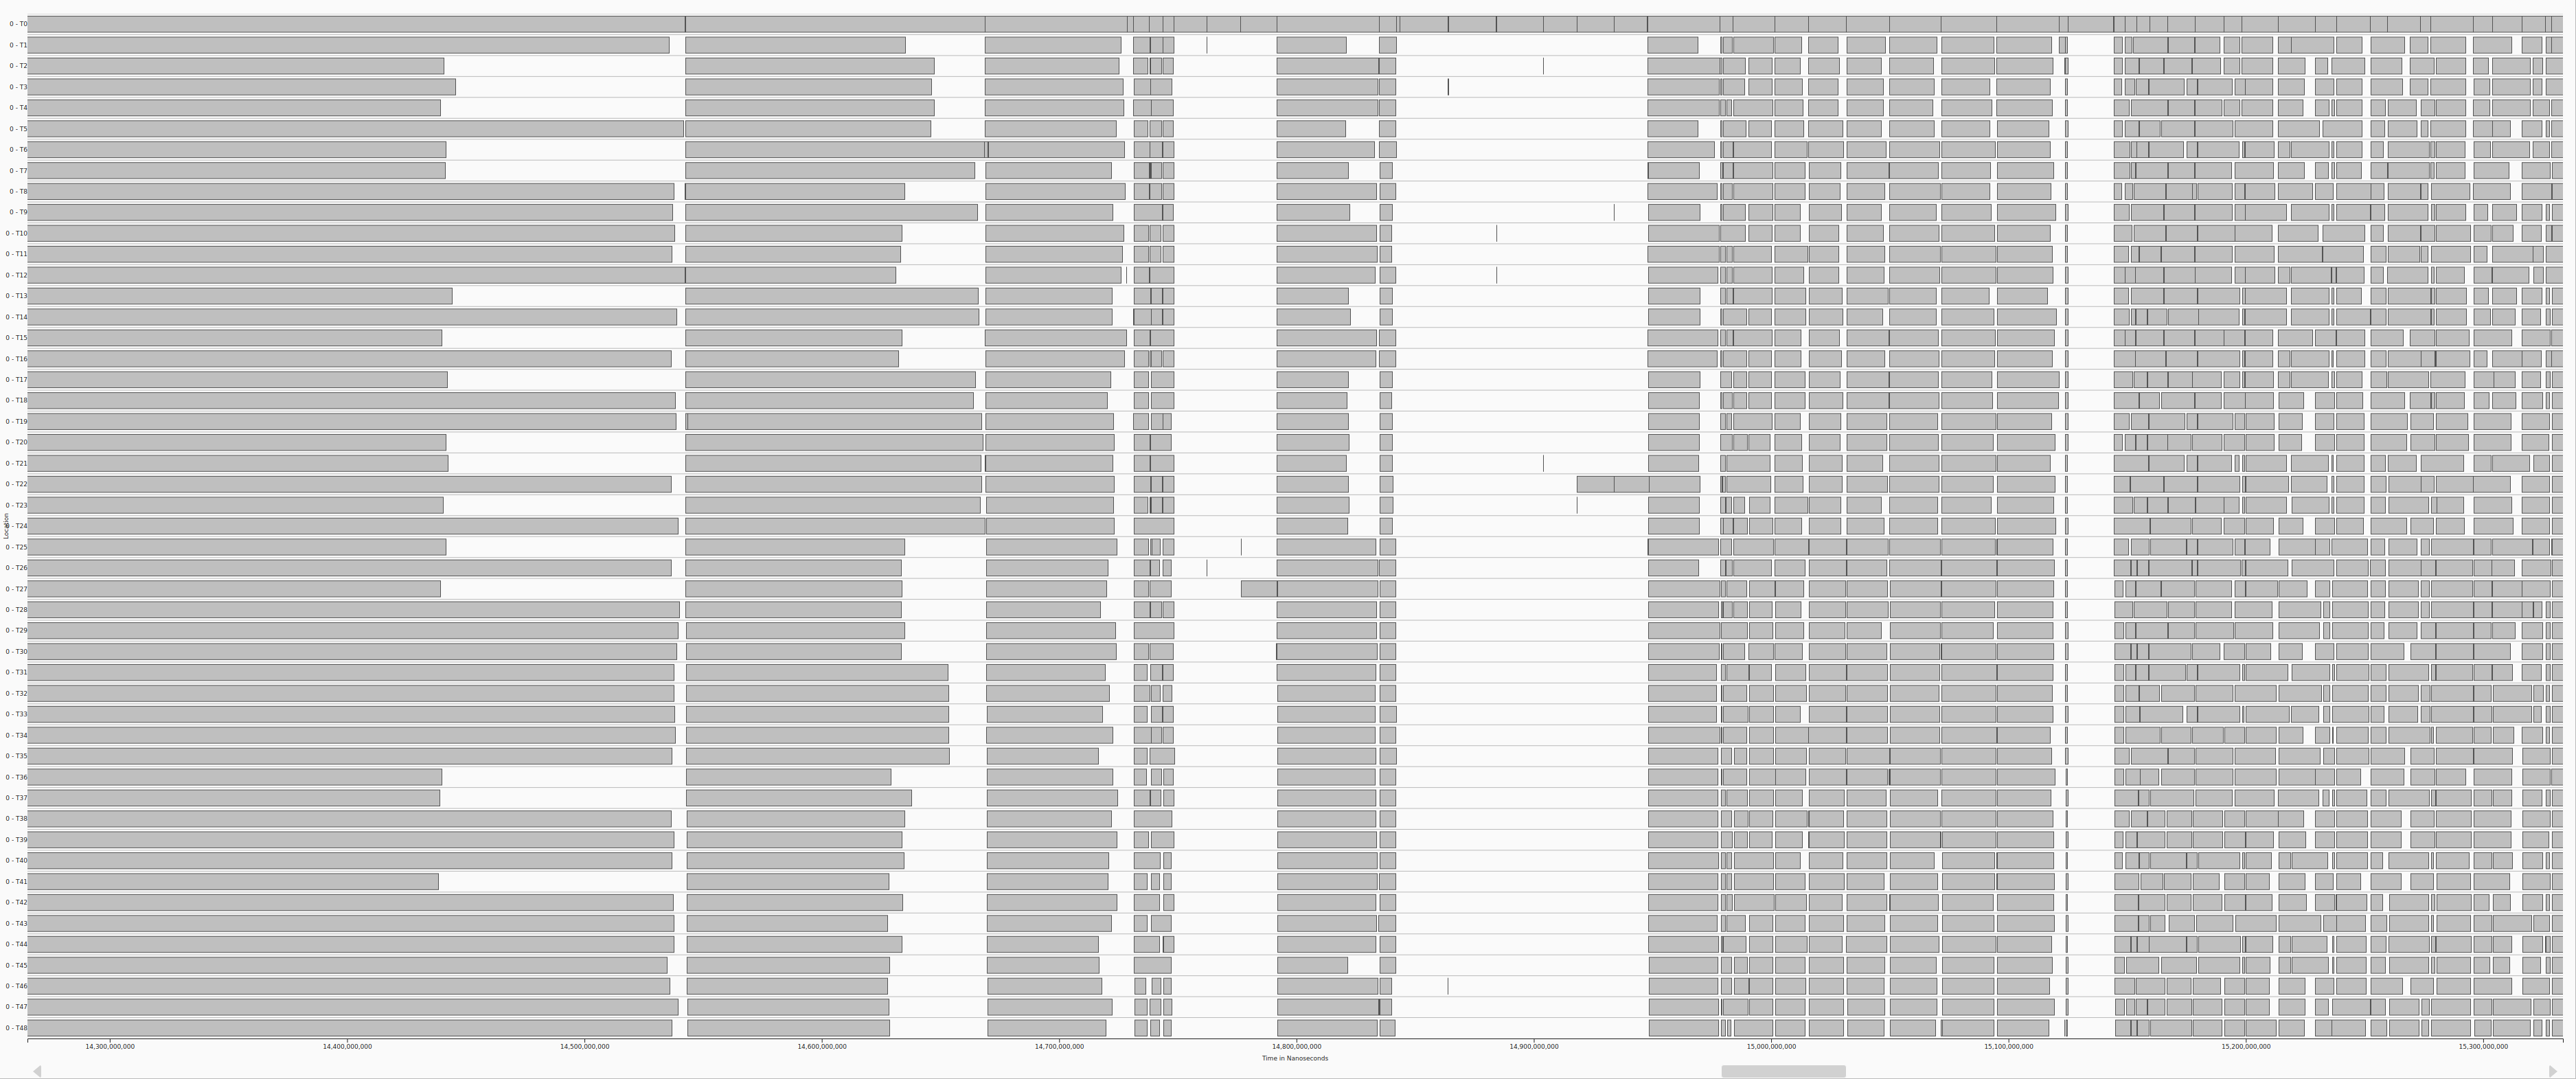 0 - T0
0 - T1
0 - T2
0 - T3
0 - T4
0 - T5
0 - T6
0 - T7
0 - T8
0 - T9
0 - T10
0 - T11
0 - T12
0 - T13
0 - T14
0 - T15
0 - T16
0 - T17
0 - T18
0 - T19
0 - T20
0 - T21
0 - T22
0 - T23
Location
0 - T24
0 - T25
0 - T26
0 - T27
0 - T28
0 - T29
0 - T30
0 - T31
0 - T32
0 - T33
0 - T34
0 - T35
0 - T36
0 - T37
0 - T38
0 - T39
0 - T40
0 - T41
0 - T42
0 - T43
0 - T44
0 - T45
0 - T46
0 - T47
0 - T48
14,300,000,000 14,400,000,000 14,500,000,000 14,600,000,000 14,700,000,000 14,800,000,000 14,900,000,000 15,000,000,000 15,100,000,000 15,200,000,000 15,300,000,000
Time in Nanoseconds